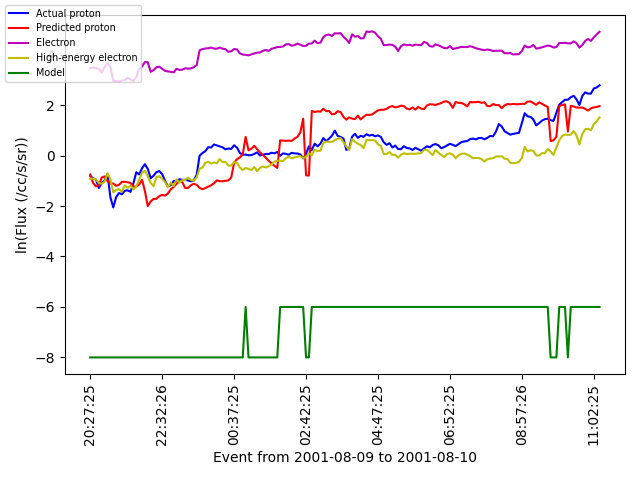 Actual proton
Predicted proton
Electron
High-energy electron
Model
2
0
−2
−4
−6
−8
ln(Flux (/cc/s/sr))
20:27:25
22:32:26
00:37:25
02:42:25
04:47:25
06:52:25
08:57:26
11:02:25
Event from 2001-08-09 to 2001-08-10